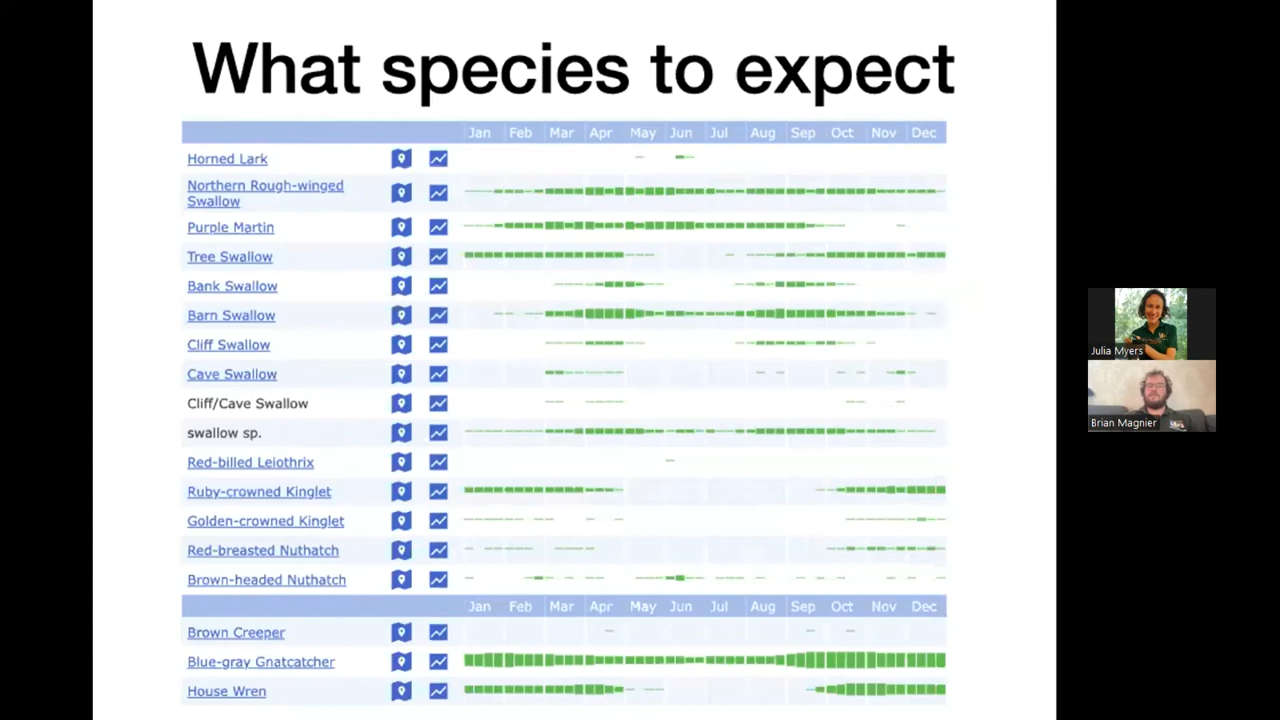 What species to expect
Jan Feb Mar Apr May Jun Jul Aug Sep Oct Nov Dec
Horned Lark
Northern Rough-winged
Swallow
Purple Martin
Tree Swallow
Bank Swallow
Barn Swallow
Cliff Swallow
Cave Swallow
Cliff/Cave Swallow
swallow sp.
Red-billed Leiothrix
Ruby-crowned Kinglet
Golden-crowned Kinglet
Red-breasted Nuthatch
Brown-headed Nuthatch
Jan Feb Mar Apr May Jun Jul Aug Sep Oct Nov Dec
Brown Creeper
Blue-gray Gnatcatcher
House Wren
Julia Myers
Brian Magnier